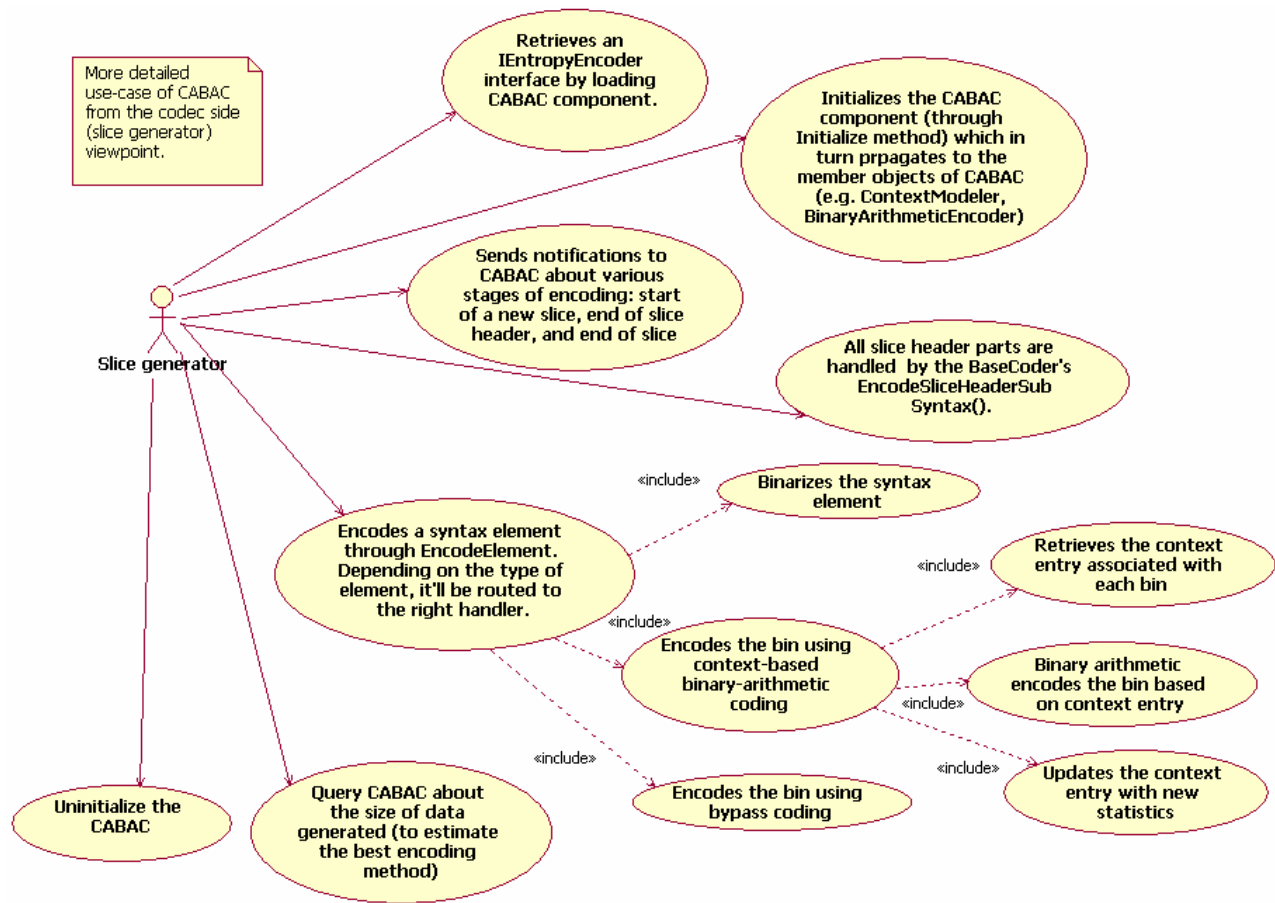 More detailed
use-case of CABAC
from the codec side
(slice generator)
viewpoint.
Retrieves an
IEntropyEncoder
interface by loading
CABAC component.
Initializes the CABAC
component (through
Initialize method) which in
turn prpagates to the
member objects of CABAC
(e.g. ContextModeler,
BinaryArithmeticEncoder)
Sends notifications to
CABAC about various
stages of encoding: start
of a new slice, end of slice
header, and end of slice
Slice generator
All slice header parts are
handled by the BaseCoder's
EncodeSliceHeaderSub
Syntax().
«include»
Binarizes the syntax
element
Encodes a syntax element
through EncodeElement.
Depending on the type of
element, it'll be routed to
the right handler.
«include»
Retrieves the context
entry associated with
each bin
«include»
Encodes the bin using
context-based
binary-arithmetic
coding
Binary arithmetic
encodes the bin based
on context entry
«include»
«include»
Updates the context
entry with new
statistics
«include»
Encodes the bin using
bypass coding
Query CABAC about
the size of data
generated (to estimate
the best encoding
method)
Uninitialize the
CABAC